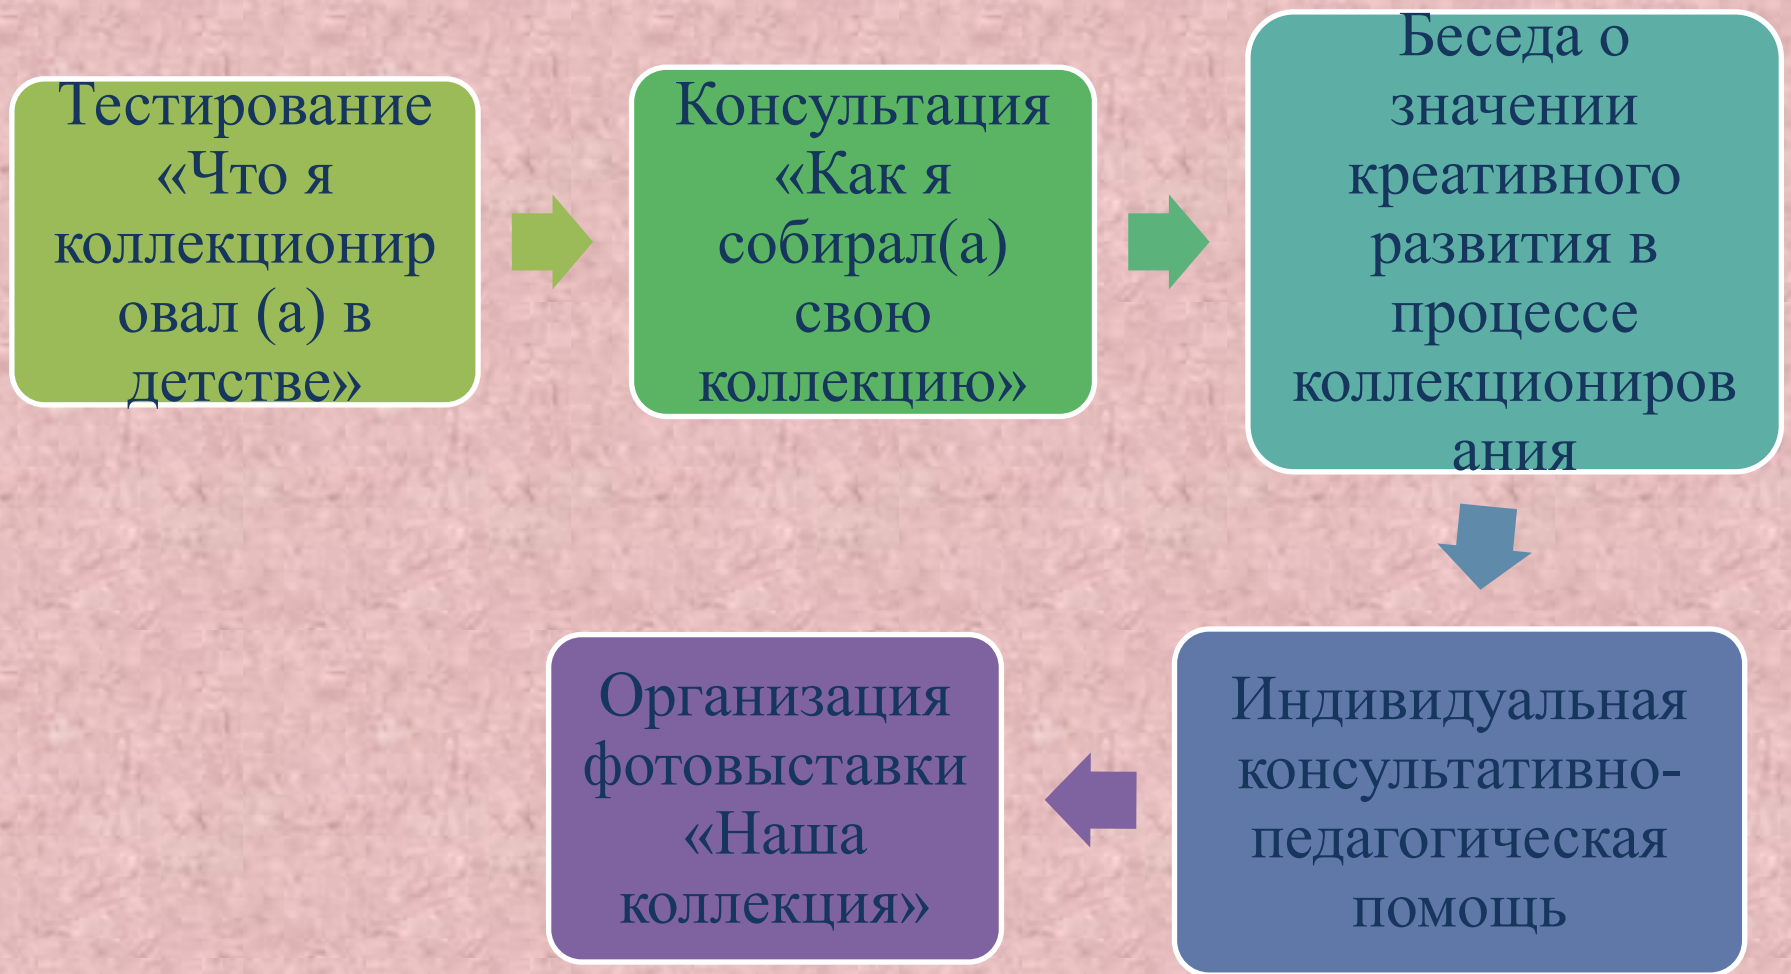 Тестирование
«Что я
коллекционир
овал (а) в
детстве»
Консультация
«Как я
собирал(а)
свою
коллекцию»
Беседа о
значении
креативного
развития в
процессе
коллекциониров
ания
Индивидуальная
консультативно-
педагогическая
помощь
Организация
фотовыставки
«Наша
коллекция»